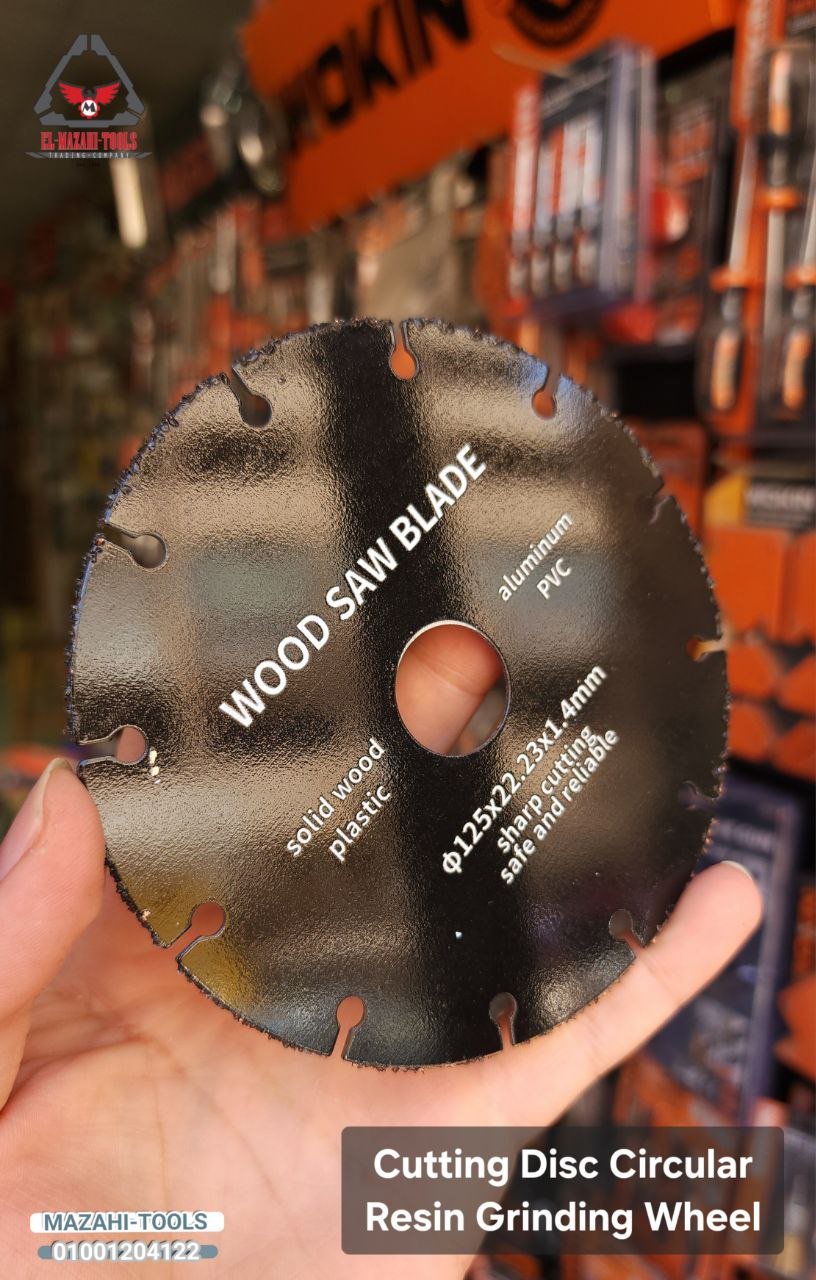 M
EL-MAZAHI-TOOLS
TRADING-COMPANY
WOOD SAW BLADE
aluminum
PVC
solid wood
plastic
Φ125x22.23x1.4mm
sharp cutting
safe and reliable
Cutting Disc Circular
Resin Grinding Wheel
MAZAHI-TOOLS
01001204122